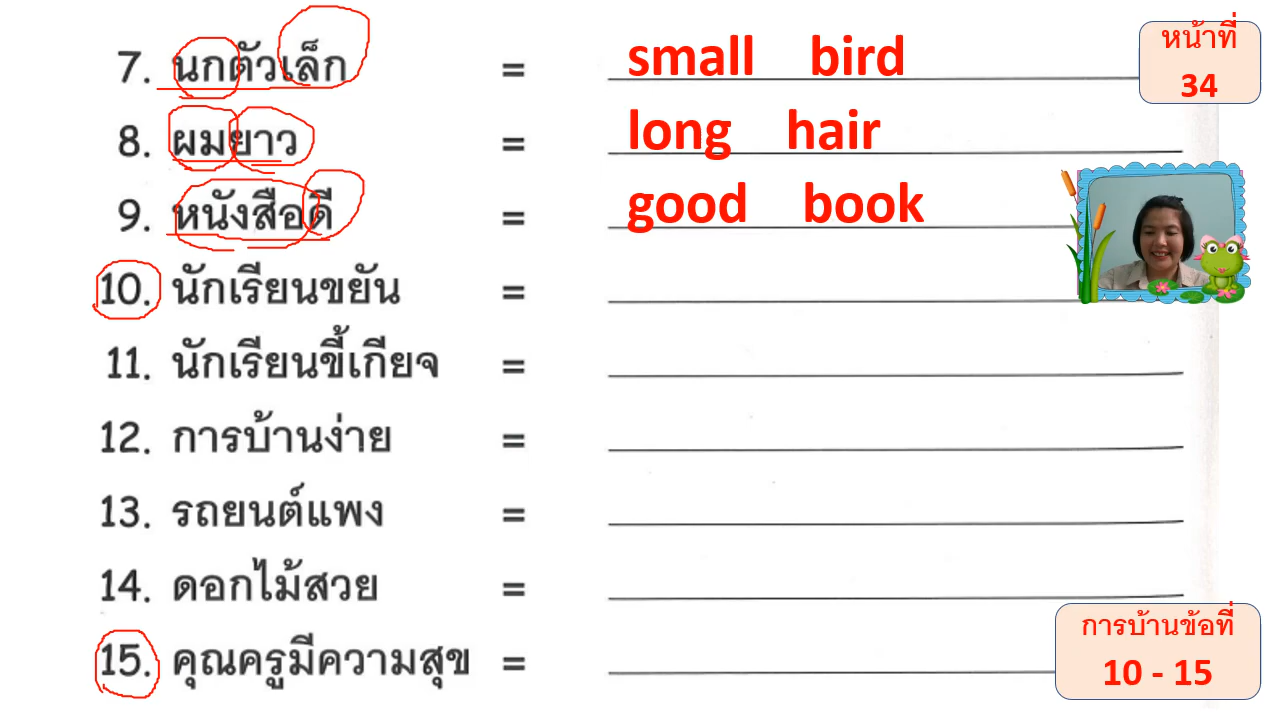 7. นกตัวเล็ก = small bird
8. ผมยาว = long hair
9. หนังสือดี = good book
10. นักเรียนขยัน =
11. นักเรียนขี้เกียจ =
12. การบ้านง่าย =
13. รถยนต์แพง =
14. ดอกไม้สวย =
15. คุณครูมีความสุข =
หน้าที่
34
การบ้านข้อที่
10 - 15